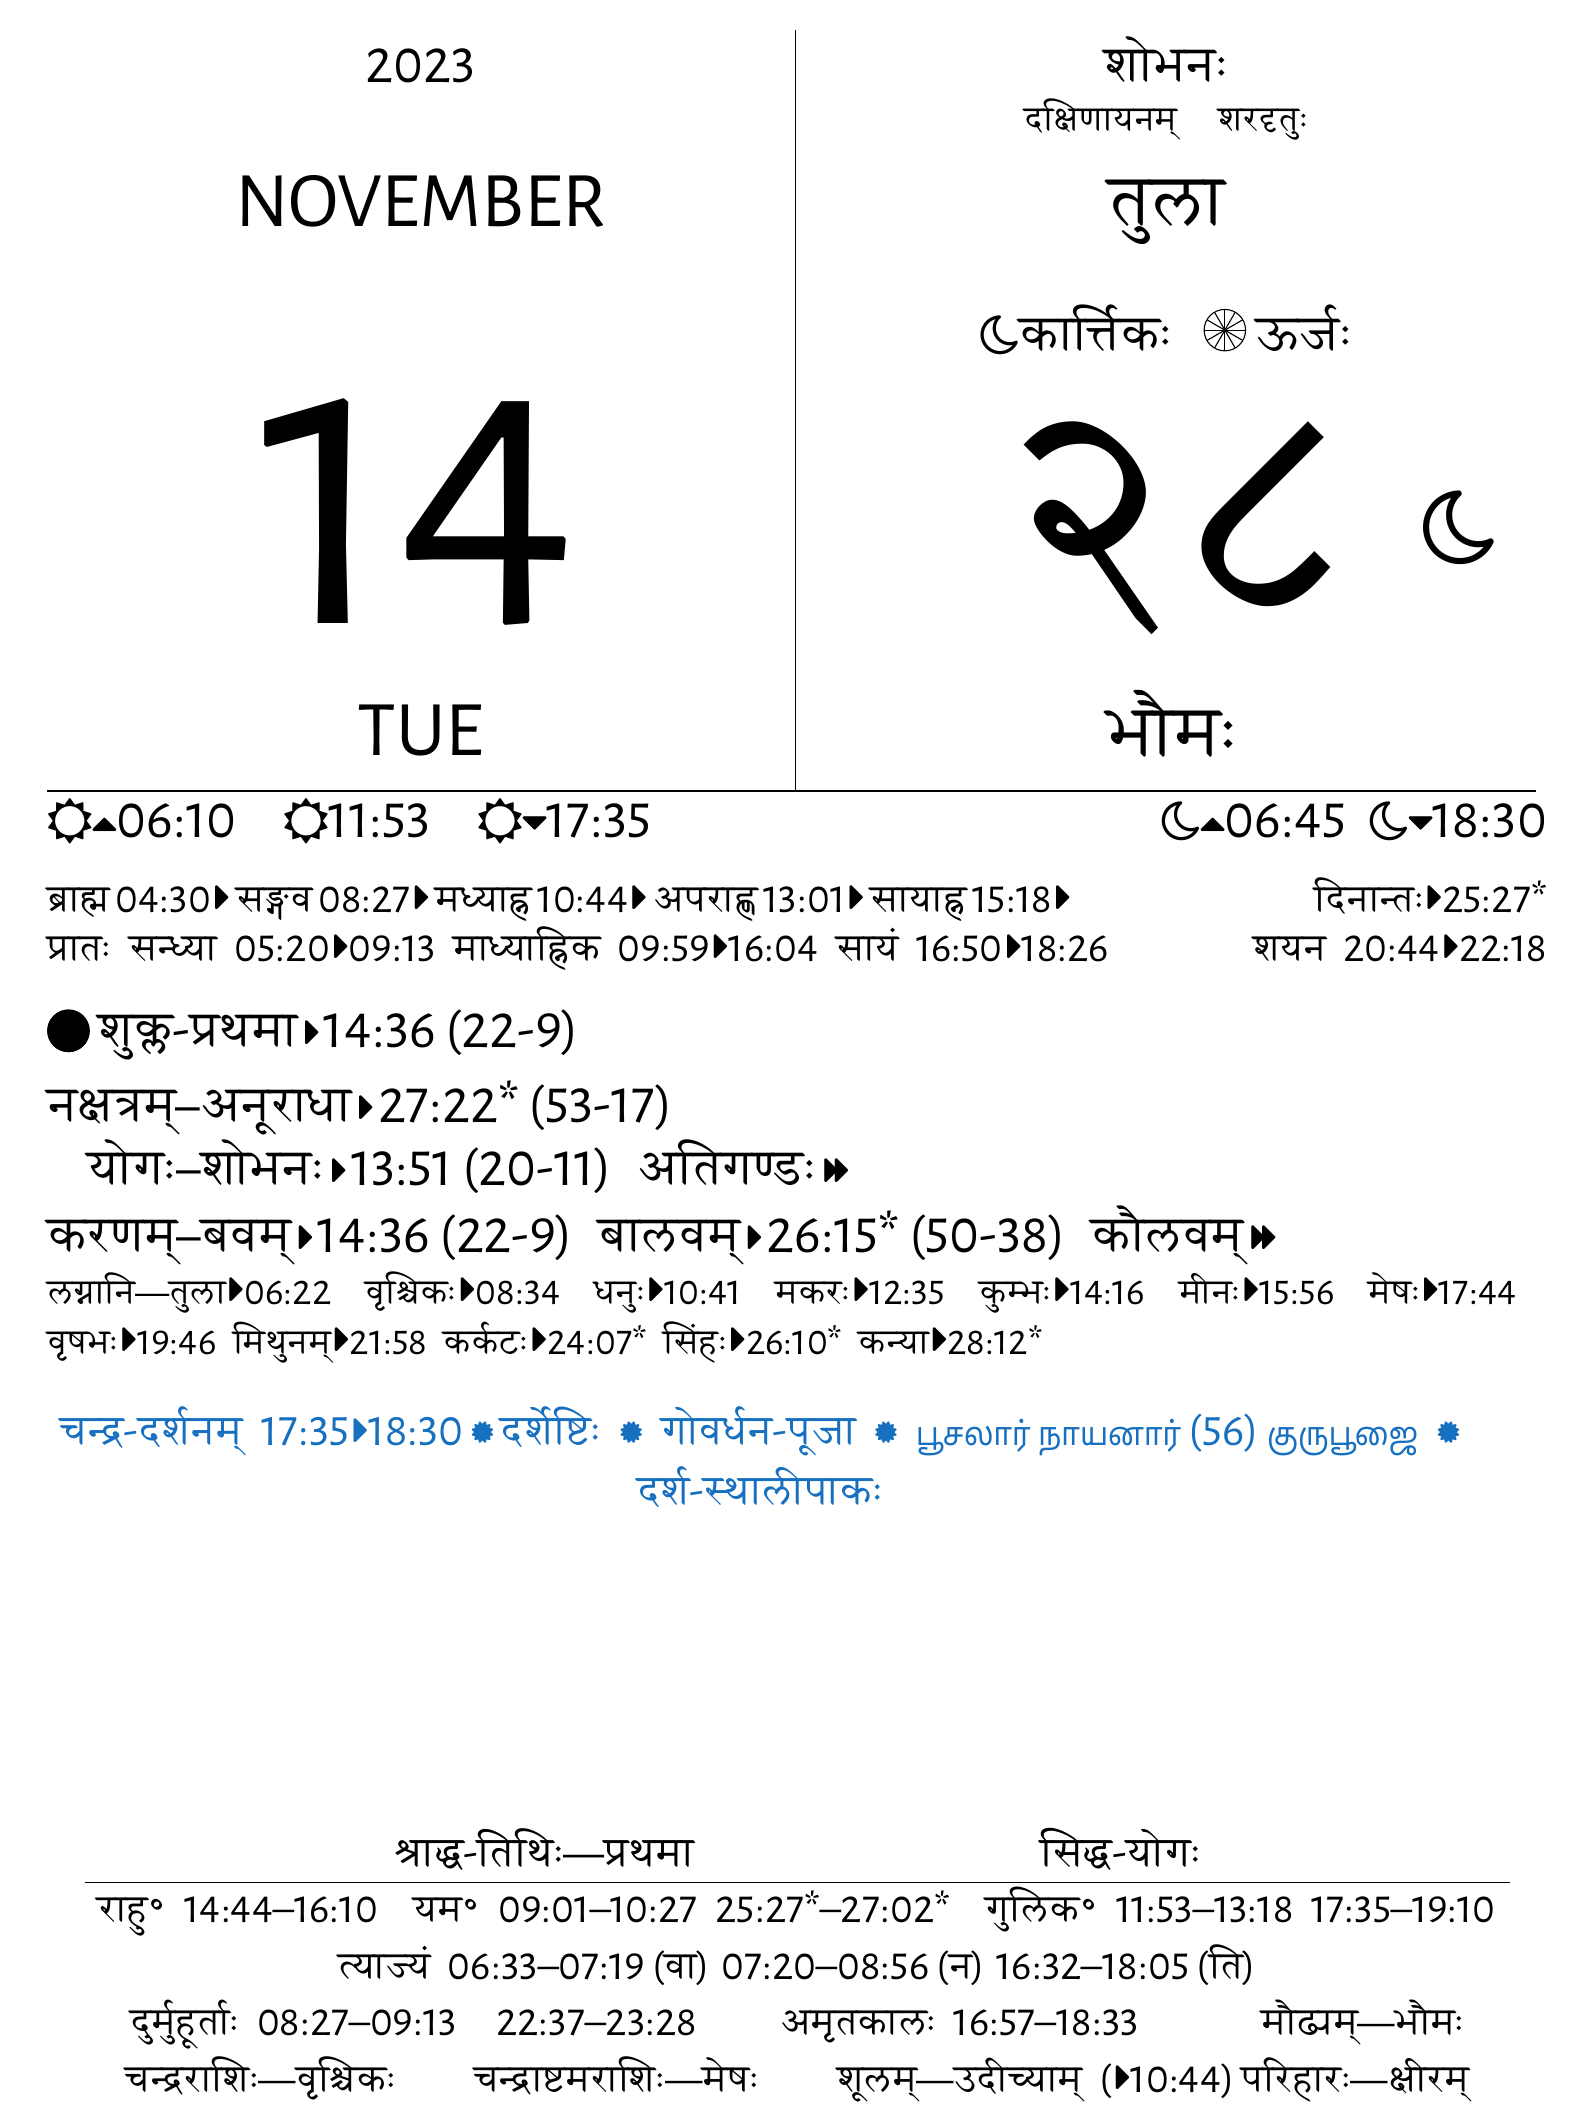 2023
NOVEMBER
14
TUE
शोभनः
दक्षिणायनम् शरदृतुः
तुला
कार्त्तिकः ऊर्जः
२८
भौमः
06:10 11:53 17:35 06:45 18:30
ब्राह्म 04:30 सङ्गव 08:27 मध्याह्न 10:44 अपराह्ण 13:01 सायाह्न 15:18 दिनान्तः 25:27*
प्रातः सन्ध्या 05:20 09:13 माध्याह्निक 09:59 16:04 सायं 16:50 18:26 शयन 20:44 22:18
शुक्ल-प्रथमा 14:36 (22-9)
नक्षत्रम्–अनूराधा 27:22* (53-17)
योगः–शोभनः 13:51 (20-11) अतिगण्डः
करणम्–बवम् 14:36 (22-9) बालवम् 26:15* (50-38) कौलवम्
लग्नानि—तुला 06:22 वृश्चिकः 08:34 धनुः 10:41 मकरः 12:35 कुम्भः 14:16 मीनः 15:56 मेषः 17:44
वृषभः 19:46 मिथुनम् 21:58 कर्कटः 24:07* सिंहः 26:10* कन्या 28:12*
चन्द्र-दर्शनम् 17:35 18:30 दर्शेष्टिः गोवर्धन-पूजा பூசலார் நாயனார் (56) குருபூஜை
दर्श-स्थालीपाकः
श्राद्ध-तिथिः—प्रथमा सिद्ध-योगः
राहु॰ 14:44–16:10 यम॰ 09:01–10:27 25:27*–27:02* गुलिक॰ 11:53–13:18 17:35–19:10
त्याज्यं 06:33–07:19 (वा) 07:20–08:56 (न) 16:32–18:05 (ति)
दुर्मुहूर्ताः 08:27–09:13 22:37–23:28 अमृतकालः 16:57–18:33 मौढ्यम्—भौमः
चन्द्रराशिः—वृश्चिकः चन्द्राष्टमराशिः—मेषः शूलम्—उदीच्याम् (10:44) परिहारः—क्षीरम्